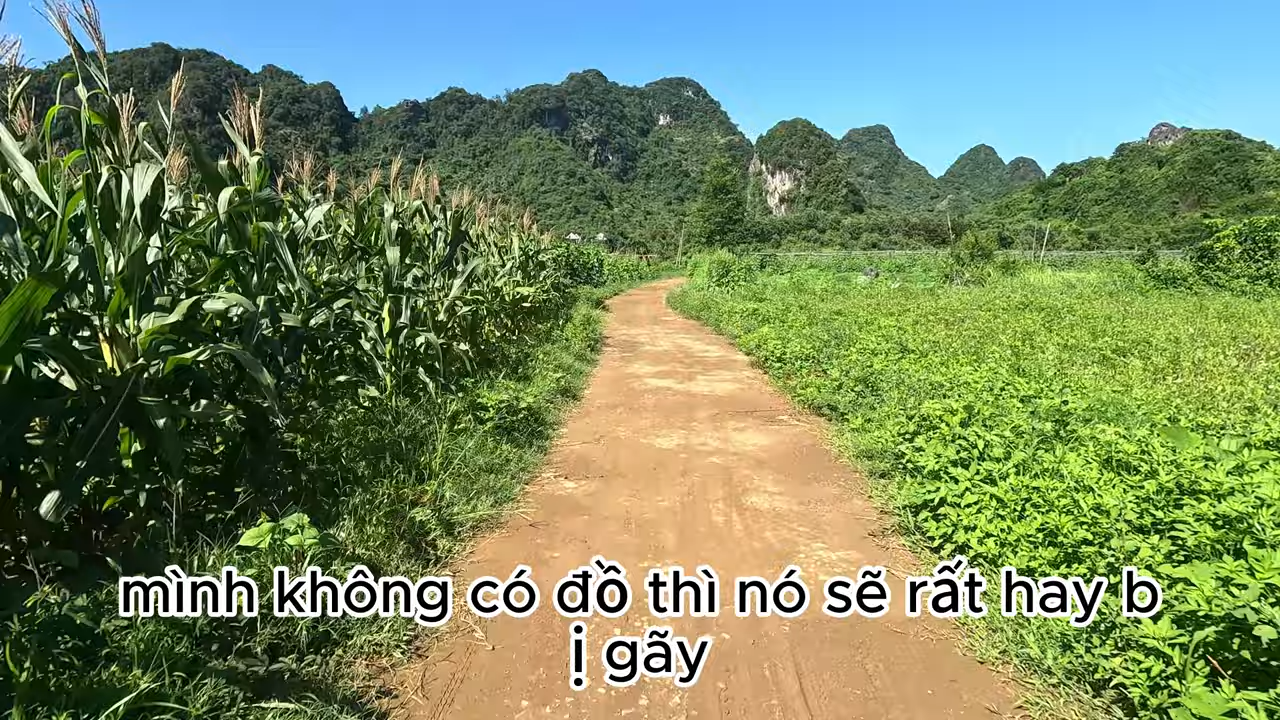 mình không có đồ thì nó sẽ rất hay b
ị gãy